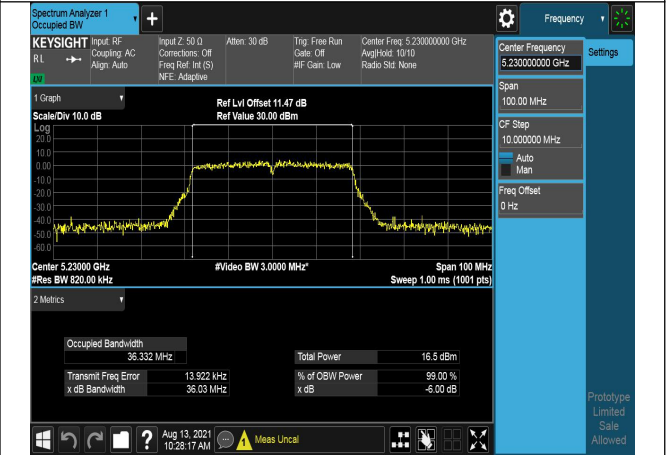 Spectrum Analyzer 1
Occupied BW
+
Frequency
KEYSIGHT
Input: RF
Input Z: 50 Ω
Atten: 30 dB
Trig: Free Run
Center Freq: 5.230000000 GHz
RL
Coupling: AC
Corrections: Off
Gate: Off
Avg|Hold: 10/10
Align: Auto
Freq Ref: Int (S)
#IF Gain: Low
Radio Std: None
NFE: Adaptive
Center Frequency
5.230000000 GHz
Settings
Span
100.00 MHz
CF Step
10.000000 MHz
Auto
Man
Freq Offset
0 Hz
1 Graph
Ref Lvl Offset 11.47 dB
Scale/Div 10.0 dB
Ref Value 30.00 dBm
Log
20.0
10.0
0.00
-10.0
-20.0
-30.0
-40.0
-50.0
-60.0
Center 5.23000 GHz
#Video BW 3.0000 MHz*
Span 100 MHz
#Res BW 820.00 kHz
Sweep 1.00 ms (1001 pts)
2 Metrics
Occupied Bandwidth
36.332 MHz
Total Power 16.5 dBm
Transmit Freq Error 13.922 kHz
% of OBW Power 99.00 %
x dB Bandwidth 36.03 MHz
x dB -6.00 dB
Prototype
Limited
Sale
Allowed
?
Aug 13, 2021
10:28:17 AM
Meas Uncal